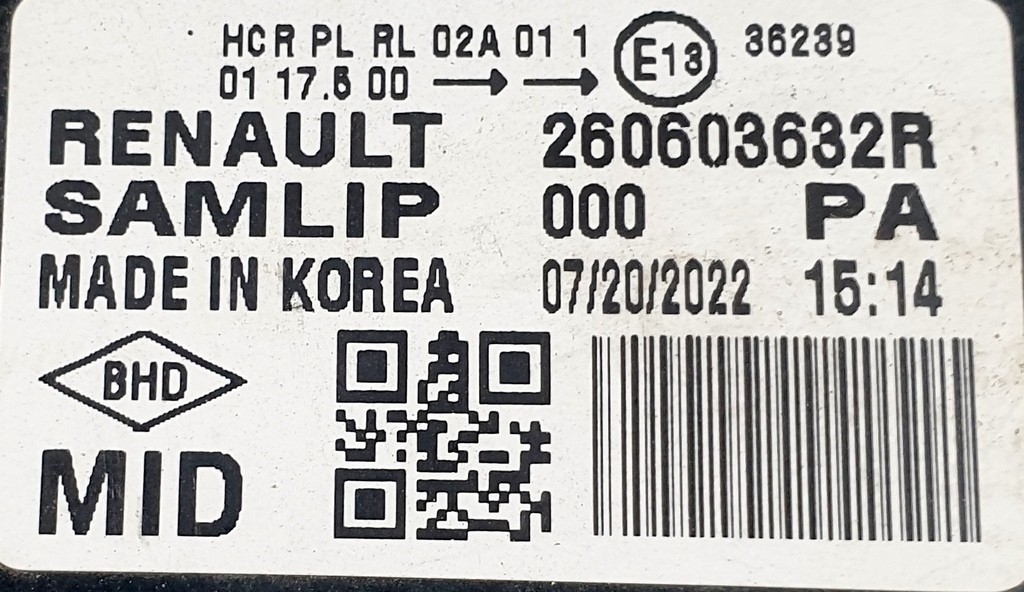 HCR PL RL 02A 01 1 E13 36239
01 17.5 00 → →
RENAULT 260603632R
SAMLIP 000 PA
MADE IN KOREA 07/20/2022 15:14
BHD
MID